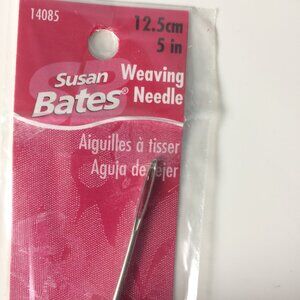 14085
12.5cm
5 in
Susan Bates® Weaving Needle
Aiguilles à tisser
Aguja de tejer